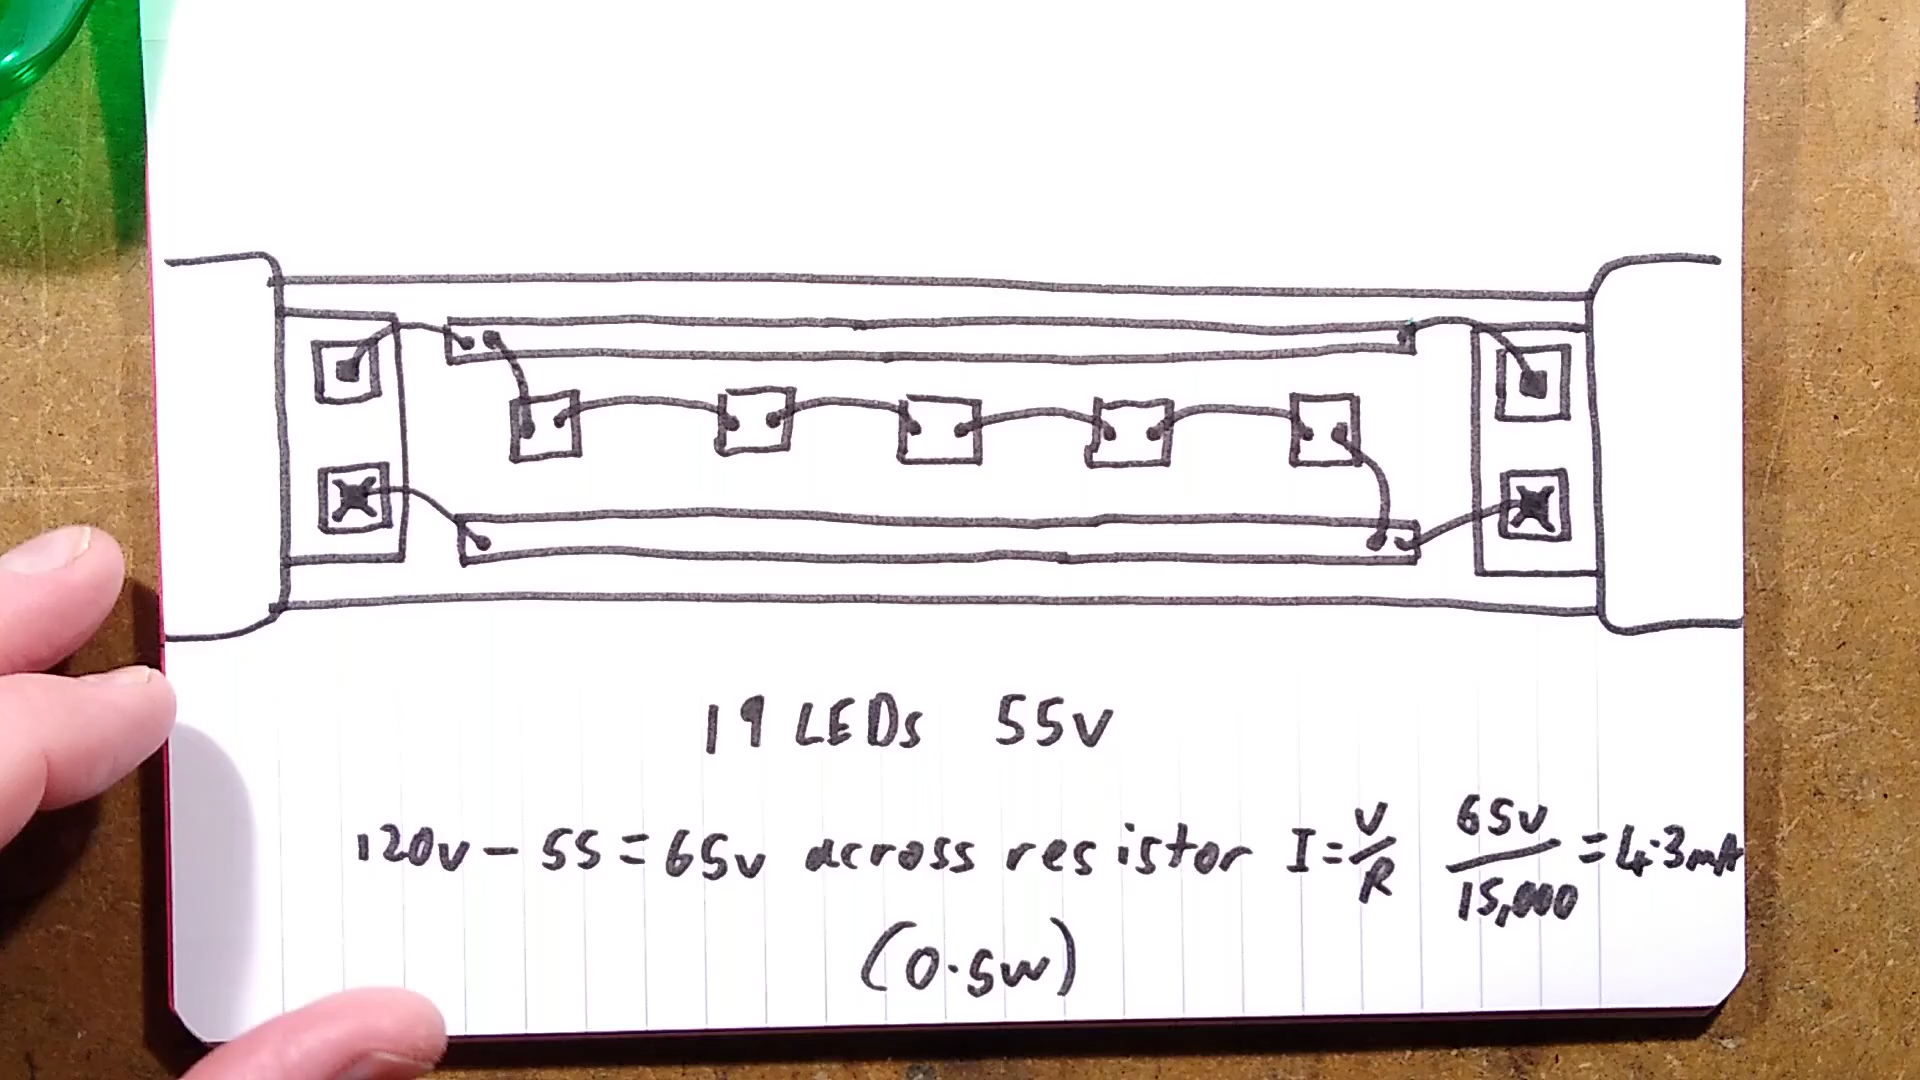 19 LEDs 55v
120v - 55 = 65v across resistor I = V/R 65v/15,000 = 4.3mA
(0.5w)